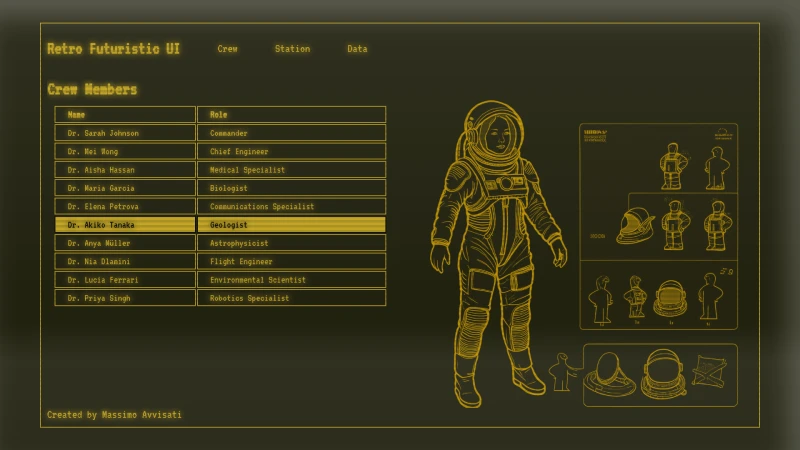 Retro Futuristic UI Crew Station Data
Crew Members
Name Role
Dr. Sarah Johnson Commander
Dr. Wei Wong Chief Engineer
Dr. Aisha Hassan Medical Specialist
Dr. Maria Garcia Biologist
Dr. Elena Petrova Communications Specialist
Dr. Akiko Tanaka Geologist
Dr. Anya Müller Astrophysicist
Dr. Nia Dlamini Flight Engineer
Dr. Lucia Ferrari Environmental Scientist
Dr. Priya Singh Robotics Specialist
Created by Massimo Avvisati